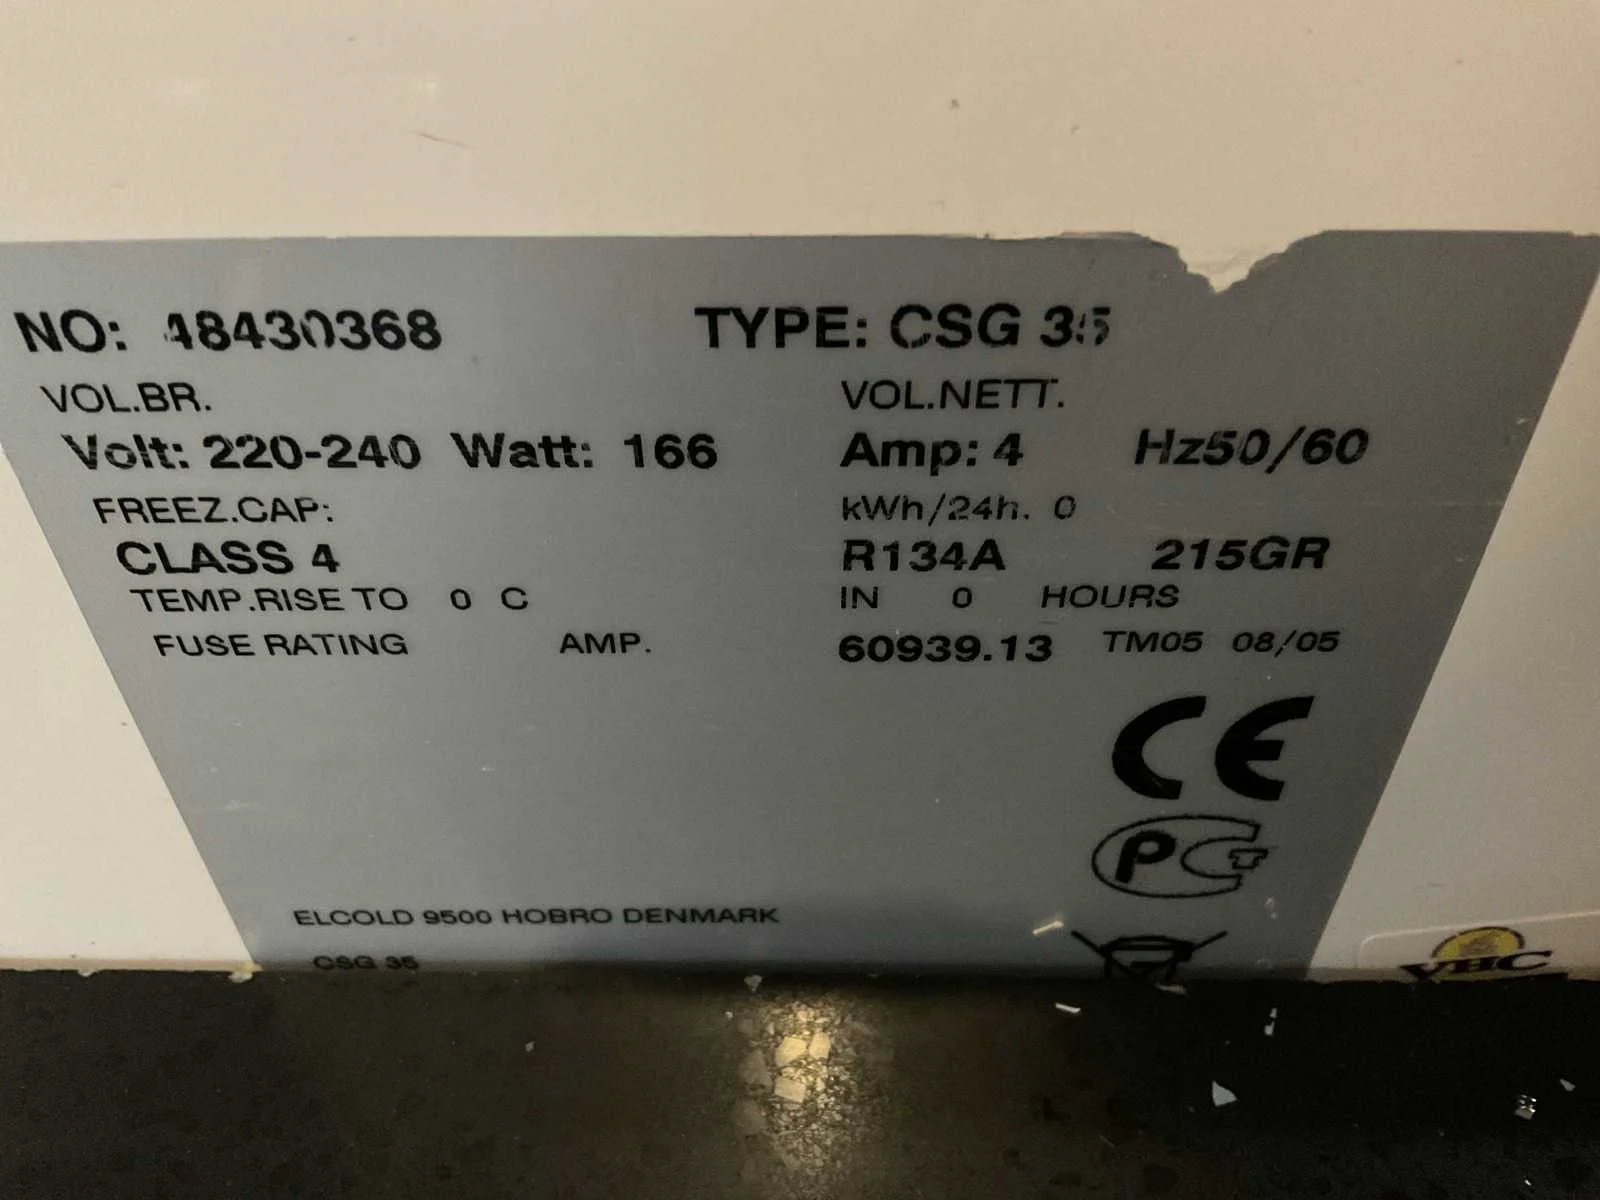 NO: 48430368 TYPE: CSG 35
VOL.BR. VOL.NETT.
Volt: 220-240 Watt: 166 Amp: 4 Hz50/60
FREEZ.CAP: kWh/24h. 0
CLASS 4 R134A 215GR
TEMP.RISE TO 0 C IN 0 HOURS
FUSE RATING AMP. 60939.13 TM05 08/05
CE
PCT
ELCOLD 9500 HOBRO DENMARK
CSG 35
VHC